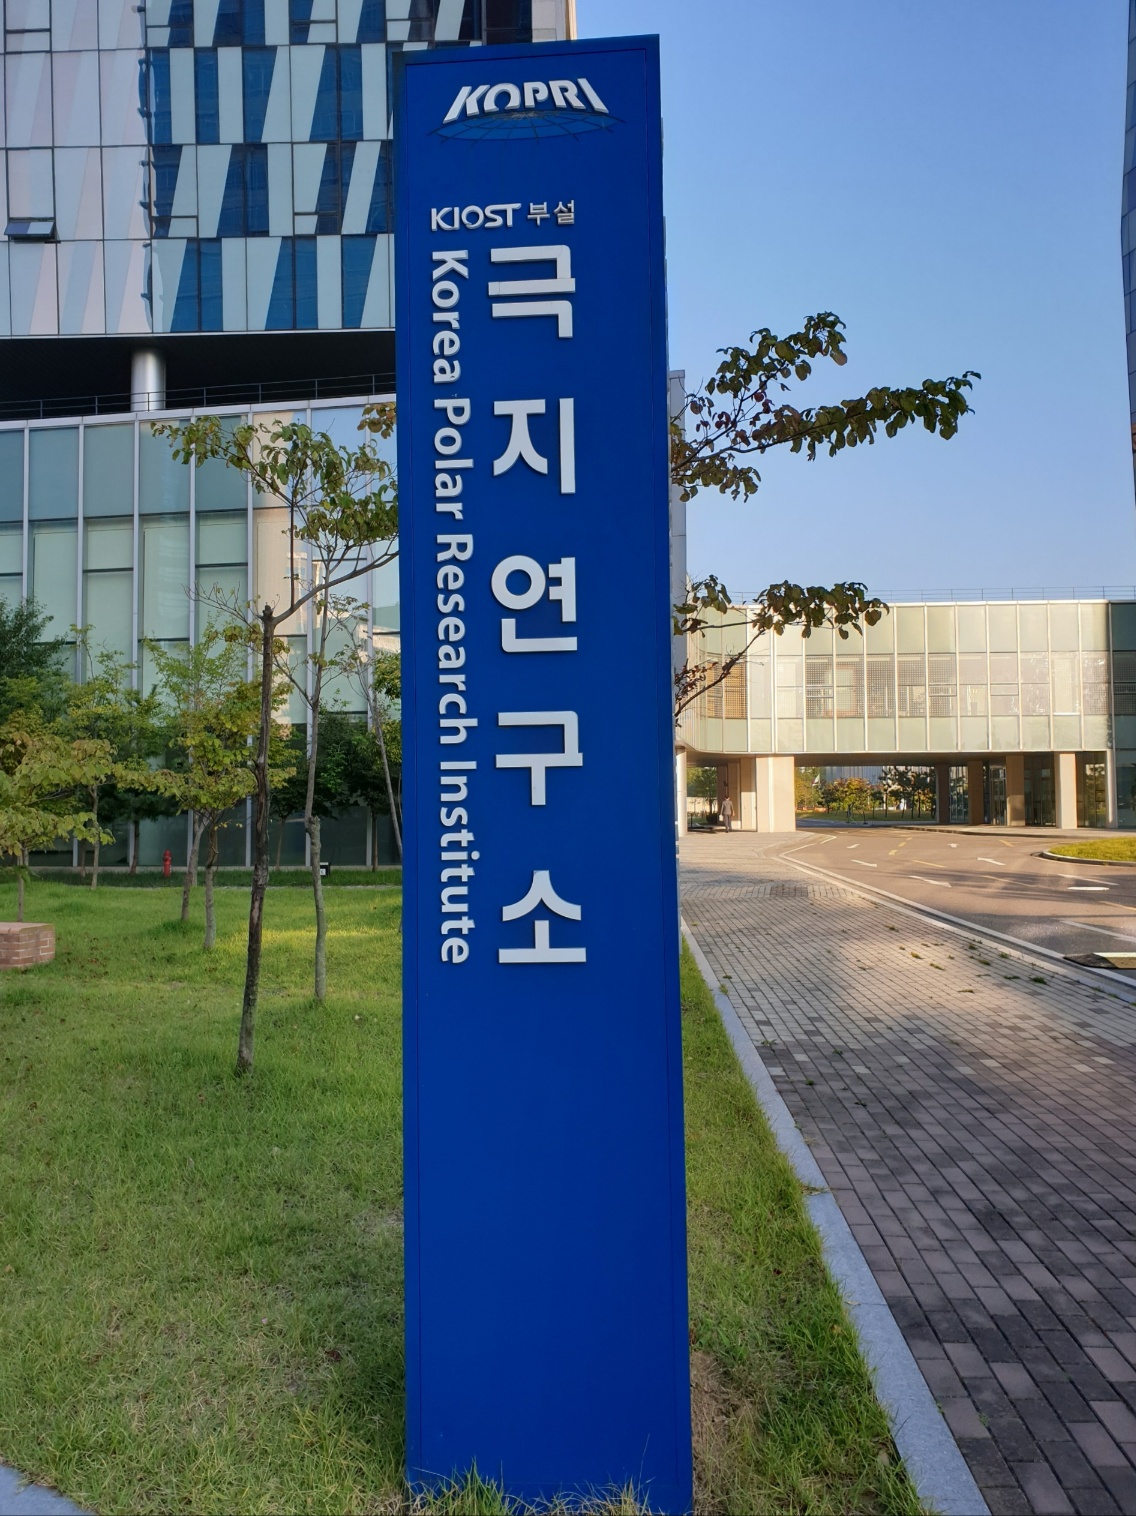 KOPRI
KIOST 부설
극지연구소
Korea Polar Research Institute